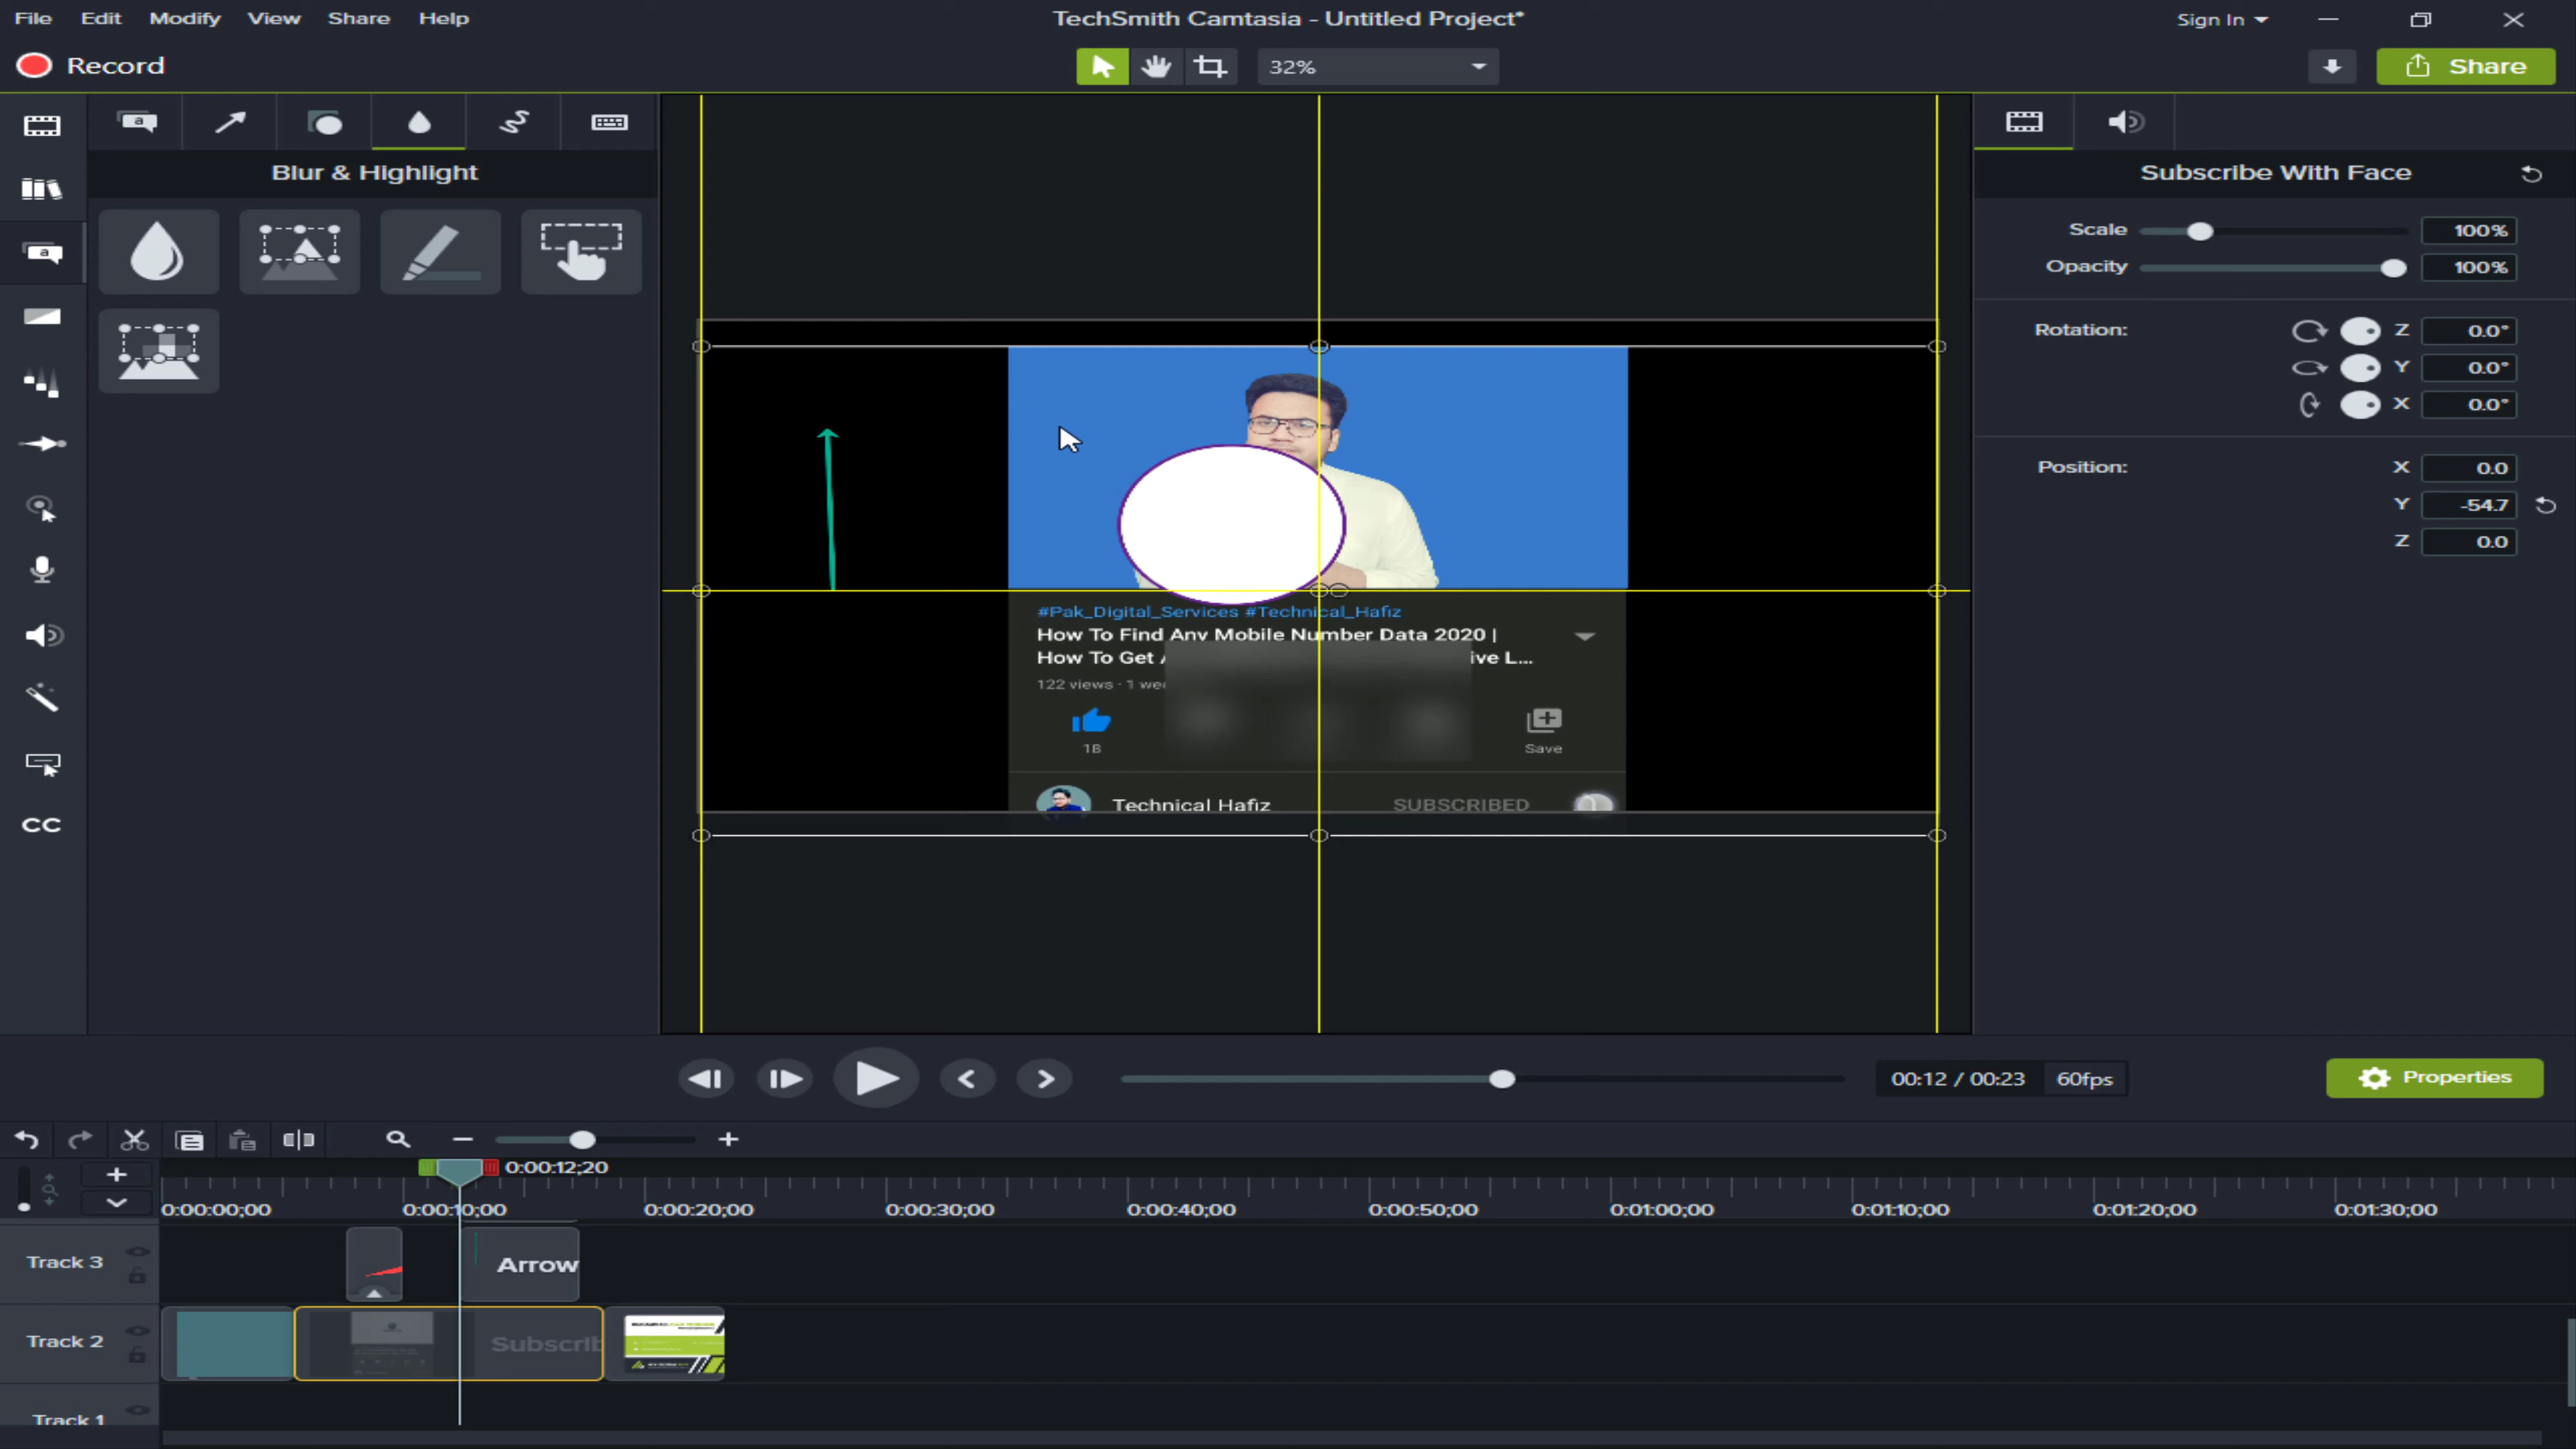 File Edit Modify View Share Help
TechSmith Camtasia - Untitled Project*
Sign In
Record
32%
Share
Blur & Highlight
Subscribe With Face
Scale 100%
Opacity 100%
Rotation: Z 0.0°
Y 0.0°
X 0.0°
Position: X 0.0
Y -54.7
Z 0.0
CC
#Pak_Digital_Services #Technical_Hafiz
How To Find Any Mobile Number Data 2020 |
How To Get ive L...
122 views · 1
18
Save
Technical Hafiz SUBSCRIBED
00:12 / 00:23 60fps
Properties
0:00:12;20
0:00:00;00 0:00:10;00 0:00:20;00 0:00:30;00 0:00:40;00 0:00:50;00 0:01:00;00 0:01:10;00 0:01:20;00 0:01:30;00
Track 3
Arrow
Track 2
Subscrib
Track 1